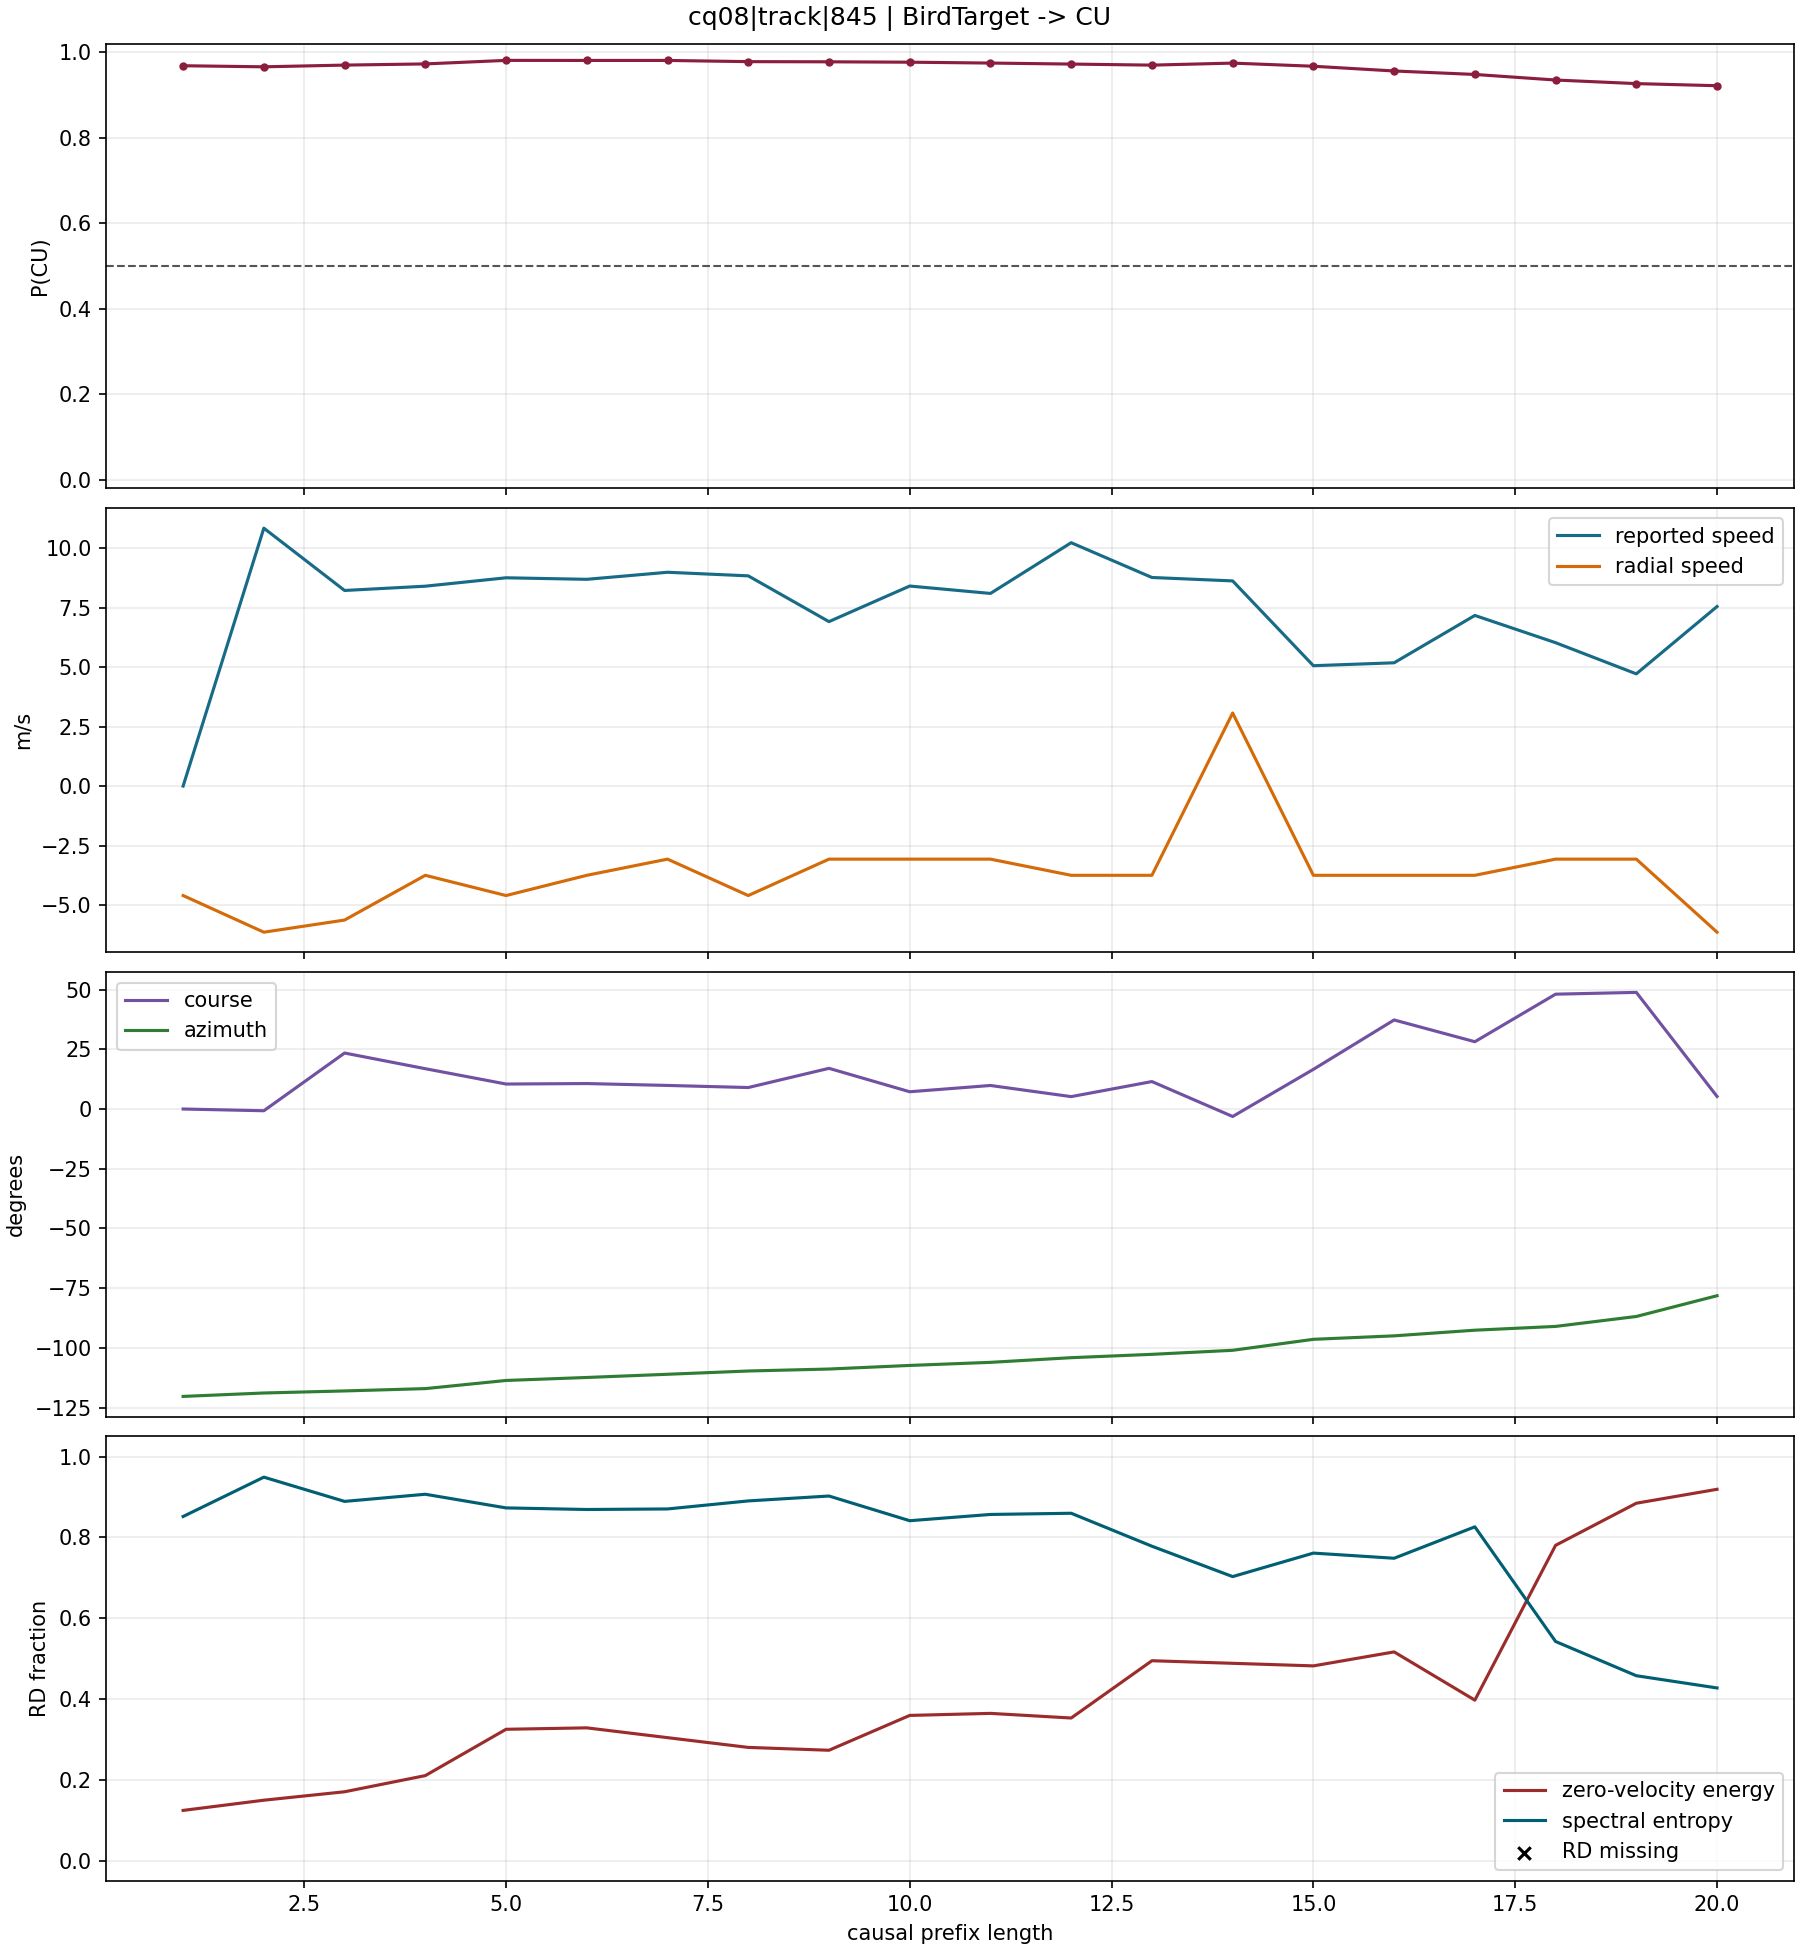 cq08|track|845 | BirdTarget -> CU
1.0
0.8
0.6
0.4
0.2
0.0
P(CU)
10.0
7.5
5.0
2.5
0.0
−2.5
−5.0
m/s
reported speed
radial speed
50
25
0
−25
−50
−75
−100
−125
degrees
course
azimuth
1.0
0.8
0.6
0.4
0.2
0.0
RD fraction
zero-velocity energy
spectral entropy
RD missing
2.5 5.0 7.5 10.0 12.5 15.0 17.5 20.0
causal prefix length